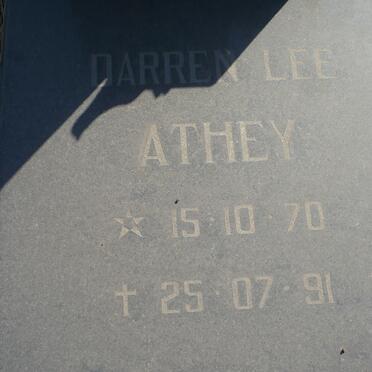 DARREN LEE
ATHEY
☆ 15·10·70
† 25·07·91